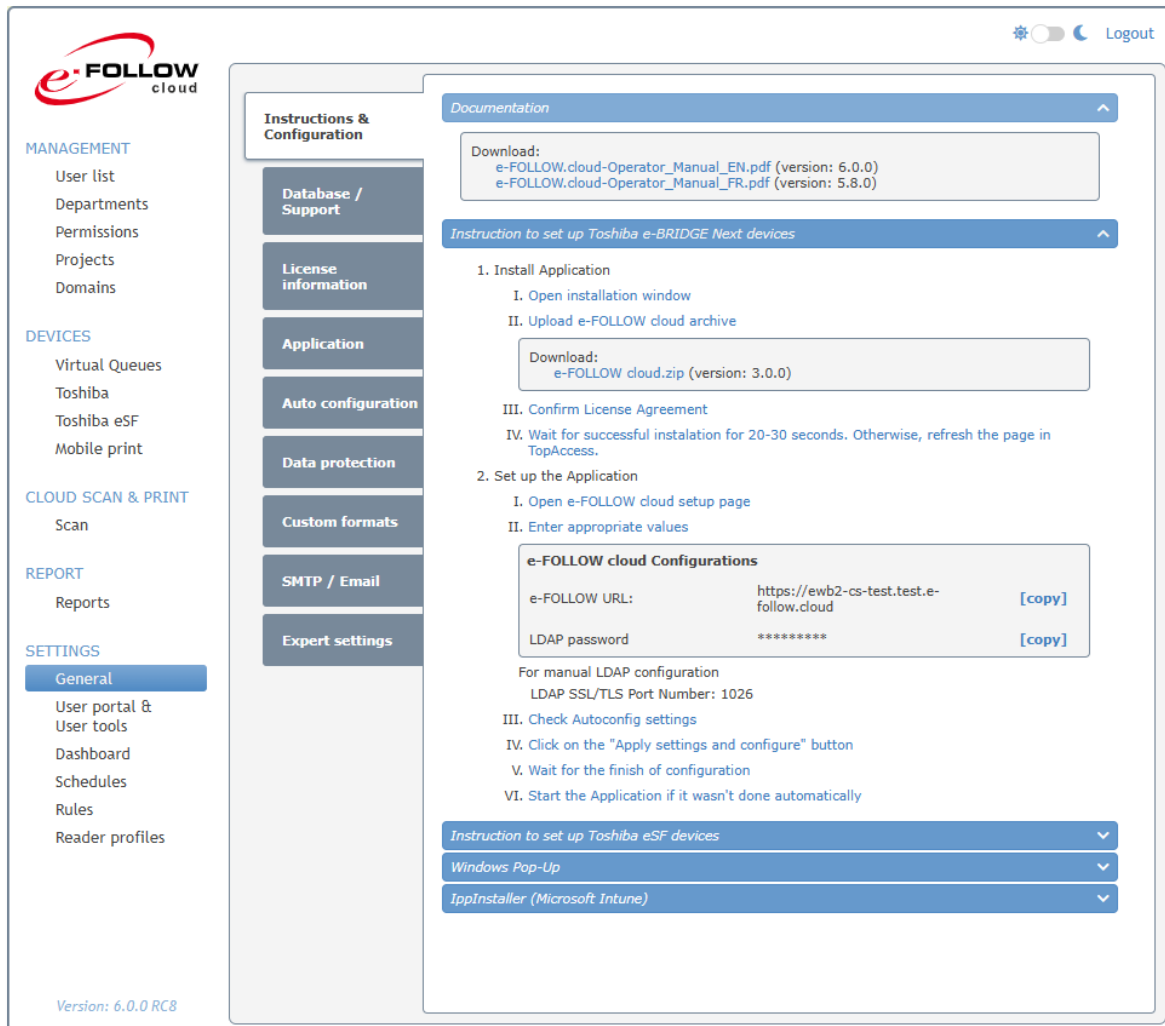 Logout
e-FOLLOW
cloud
MANAGEMENT
User list
Departments
Permissions
Projects
Domains
DEVICES
Virtual Queues
Toshiba
Toshiba eSF
Mobile print
CLOUD SCAN & PRINT
Scan
REPORT
Reports
SETTINGS
General
User portal &
User tools
Dashboard
Schedules
Rules
Reader profiles
Version: 6.0.0 RC8
Instructions &
Configuration
Database /
Support
License
information
Application
Auto configuration
Data protection
Custom formats
SMTP / Email
Expert settings
Documentation
Download:
e-FOLLOW.cloud-Operator_Manual_EN.pdf (version: 6.0.0)
e-FOLLOW.cloud-Operator_Manual_FR.pdf (version: 5.8.0)
Instruction to set up Toshiba e-BRIDGE Next devices
1. Install Application
I. Open installation window
II. Upload e-FOLLOW cloud archive
Download:
e-FOLLOW cloud.zip (version: 3.0.0)
III. Confirm License Agreement
IV. Wait for successful instalation for 20-30 seconds. Otherwise, refresh the page in
TopAccess.
2. Set up the Application
I. Open e-FOLLOW cloud setup page
II. Enter appropriate values
e-FOLLOW cloud Configurations
e-FOLLOW URL: https://ewb2-cs-test.test.e- [copy]
follow.cloud
LDAP password ********* [copy]
For manual LDAP configuration
LDAP SSL/TLS Port Number: 1026
III. Check Autoconfig settings
IV. Click on the "Apply settings and configure" button
V. Wait for the finish of configuration
VI. Start the Application if it wasn't done automatically
Instruction to set up Toshiba eSF devices
Windows Pop-Up
IppInstaller (Microsoft Intune)